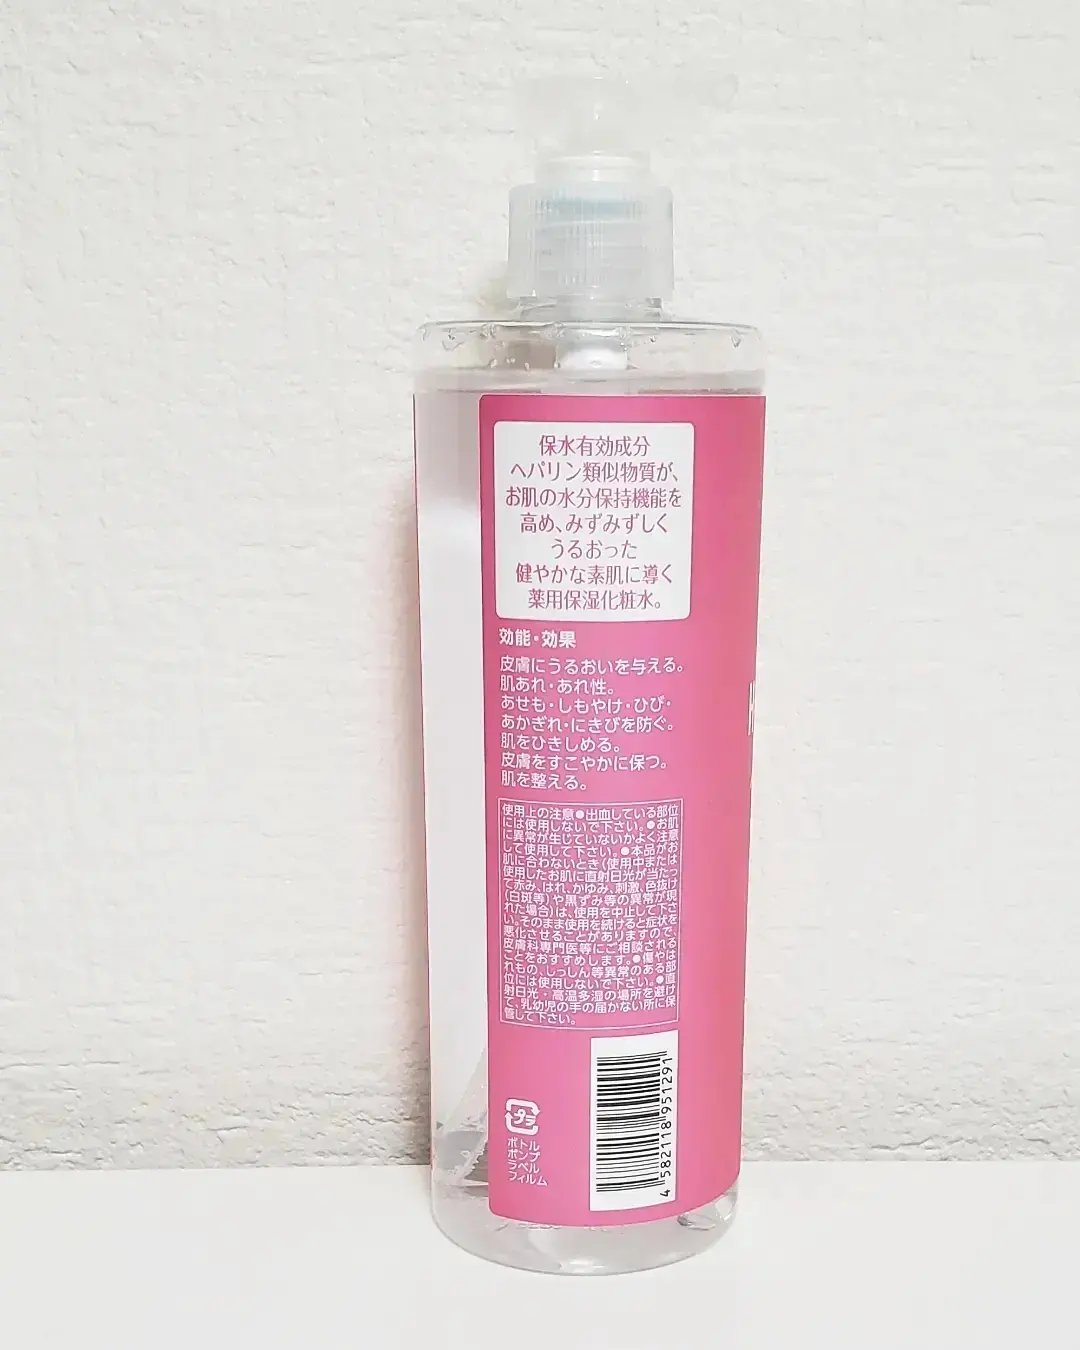 保水有効成分
ヘパリン類似物質が、
お肌の水分保持機能を
高め、みずみずしく
うるおった
健やかな素肌に導く
薬用保湿化粧水。
効能・効果
皮膚にうるおいを与える。
肌あれ・あれ性。
あせも・しもやけ・ひび・
あかぎれ・にきびを防ぐ。
肌をひきしめる。
皮膚をすこやかに保つ。
肌を整える。
使用上の注意●出血している部位
には使用しないで下さい。●お肌
に異常が生じていないかよく注意
して使用して下さい。●本品がお
肌に合わないとき（使用中または
使用したお肌に直射日光が当たっ
て赤み、はれ、かゆみ、刺激、色抜け
（白斑等）や黒ずみ等の異常が現
れた場合）は、使用を中止して下さ
い。そのまま使用を続けると症状を
悪化させることがありますので、
皮膚科専門医等にご相談される
ことをおすすめします。●傷やは
れもの、しっしん等異常のある部
位には使用しないで下さい。●直
射日光・高温多湿の場所を避け
て、乳幼児の手の届かない所に保
管して下さい。
プラ
ボトル
ポンプ
ラベル
フィルム
4 582118 951291